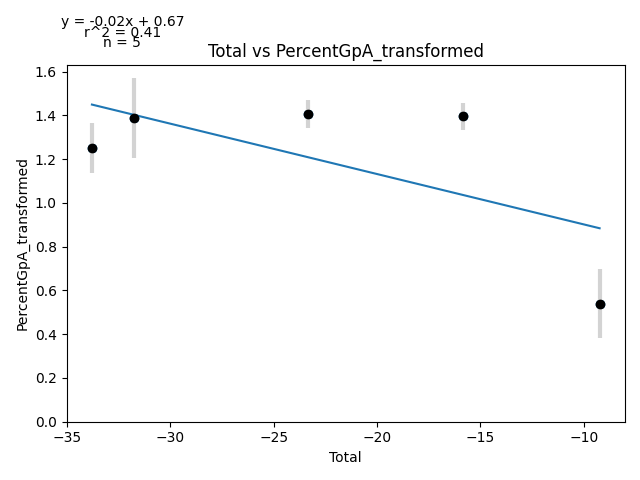 y = -0.02x + 0.67
r^2 = 0.41
n = 5
Total vs PercentGpA_transformed
PercentGpA_transformed
1.6
1.4
1.2
1.0
0.8
0.6
0.4
0.2
0.0
−35
−30
−25
−20
−15
−10
Total